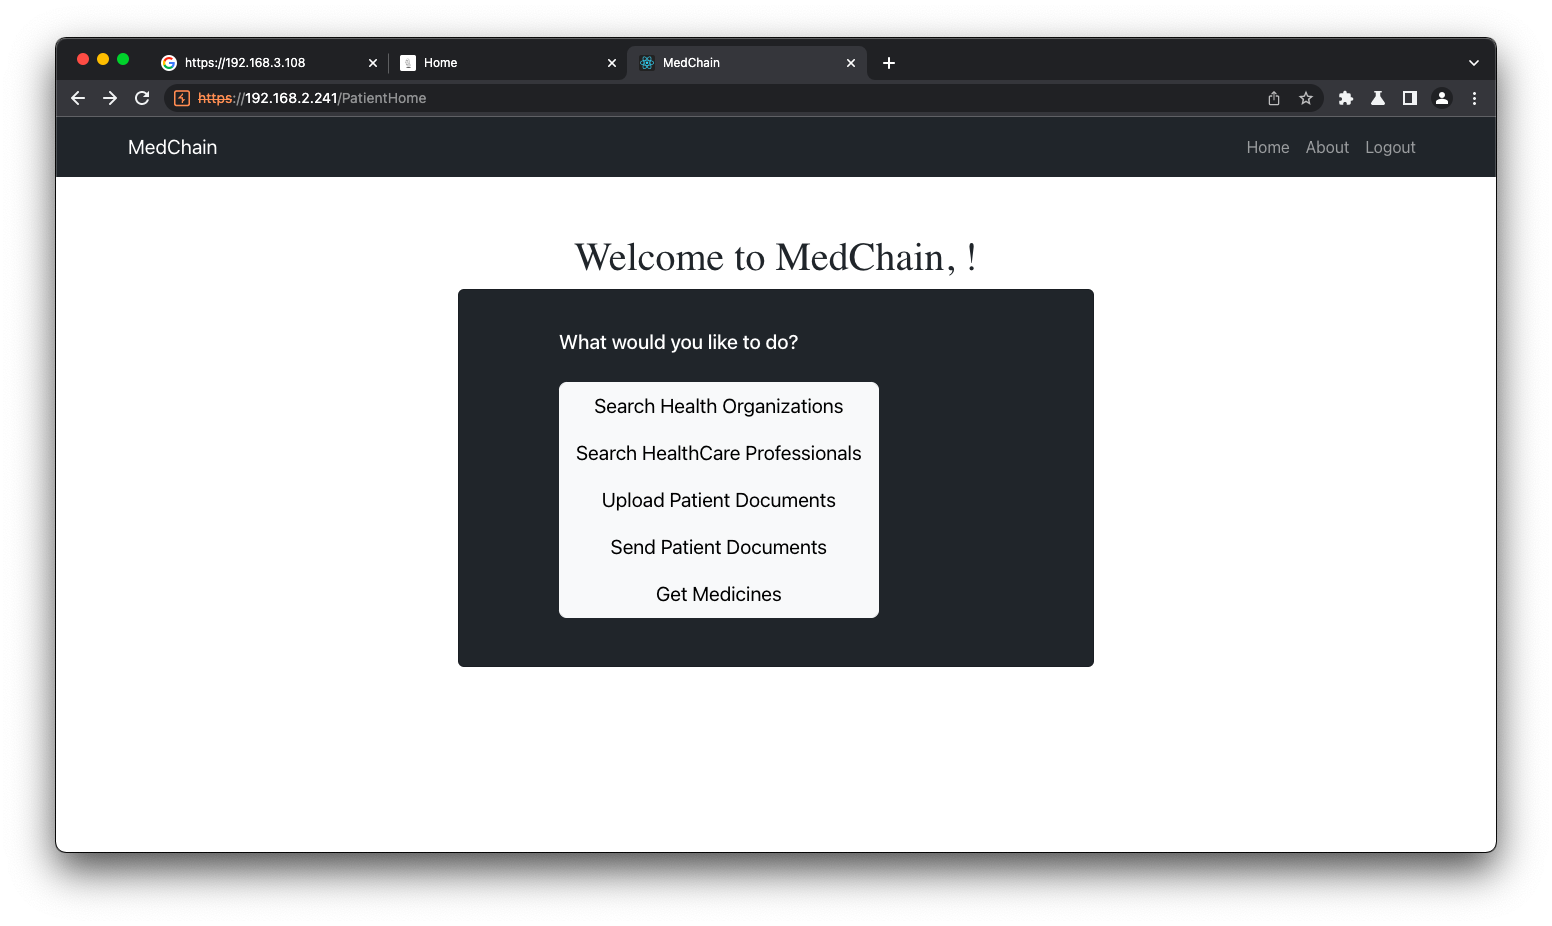 https://192.168.3.108
Home
MedChain
https://192.168.2.241/PatientHome
MedChain
Home
About
Logout
Welcome to MedChain, !
What would you like to do?
Search Health Organizations
Search HealthCare Professionals
Upload Patient Documents
Send Patient Documents
Get Medicines